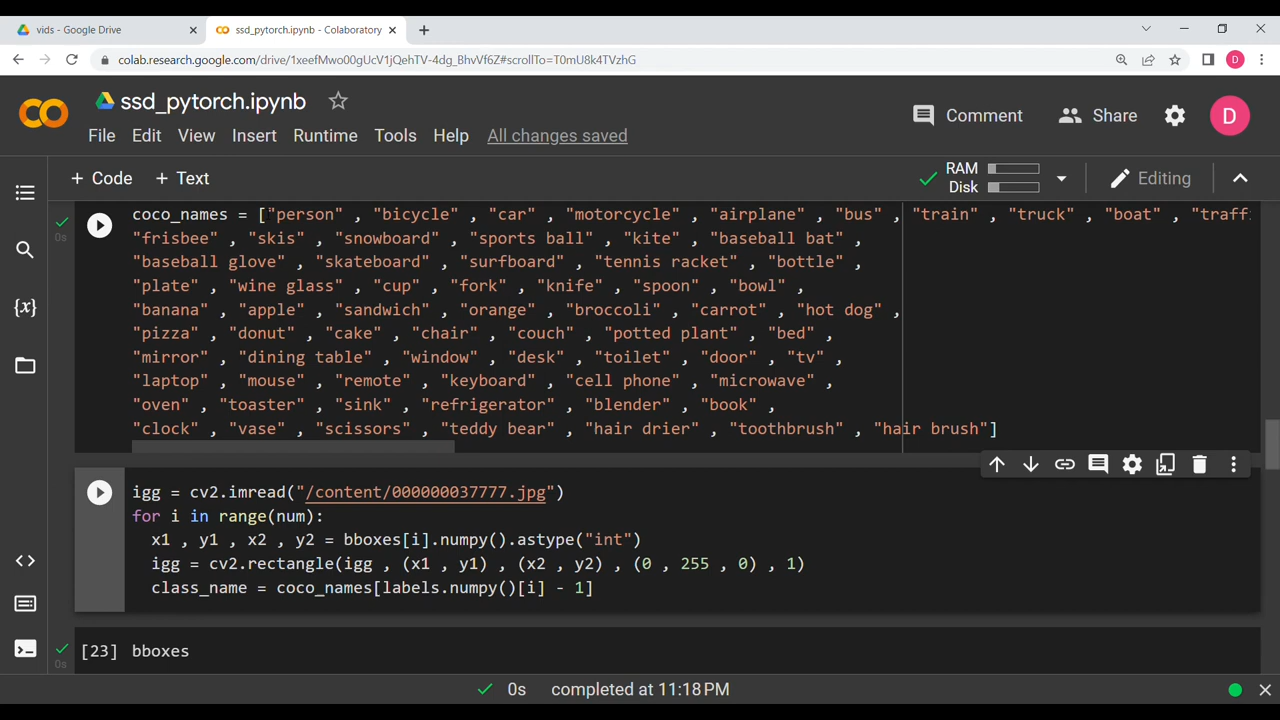 vids - Google Drive
ssd_pytorch.ipynb - Colaboratory
colab.research.google.com/drive/1xeefMwo00gUcV1jQehTV-4dg_BhvVf6Z#scrollTo=T0mU8k4TVzhG
D
CO ssd_pytorch.ipynb
File Edit View Insert Runtime Tools Help All changes saved
Comment Share D
+ Code + Text
RAM
Disk
Editing
coco_names = ["person" , "bicycle" , "car" , "motorcycle" , "airplane" , "bus" , "train" , "truck" , "boat" , "traff
0s
"frisbee" , "skis" , "snowboard" , "sports ball" , "kite" , "baseball bat" ,
"baseball glove" , "skateboard" , "surfboard" , "tennis racket" , "bottle" ,
"plate" , "wine glass" , "cup" , "fork" , "knife" , "spoon" , "bowl" ,
"banana" , "apple" , "sandwich" , "orange" , "broccoli" , "carrot" , "hot dog" ,
"pizza" , "donut" , "cake" , "chair" , "couch" , "potted plant" , "bed",
"mirror" , "dining table" , "window" , "desk" , "toilet" , "door" , "tv" ,
"laptop" , "mouse" , "remote" , "keyboard" , "cell phone" , "microwave" ,
"oven" , "toaster" , "sink" , "refrigerator" , "blender" , "book" ,
"clock" , "vase" , "scissors" , "teddy bear" , "hair drier" , "toothbrush" , "hair brush"]
igg = cv2.imread("/content/000000037777.jpg")
for i in range(num):
x1 , y1 , x2 , y2 = bboxes[i].numpy().astype("int")
igg = cv2.rectangle(igg , (x1 , y1) , (x2 , y2) , (0 , 255 , 0) , 1)
class_name = coco_names[labels.numpy()[i] - 1]
[23] bboxes
0s
0s completed at 11:18 PM